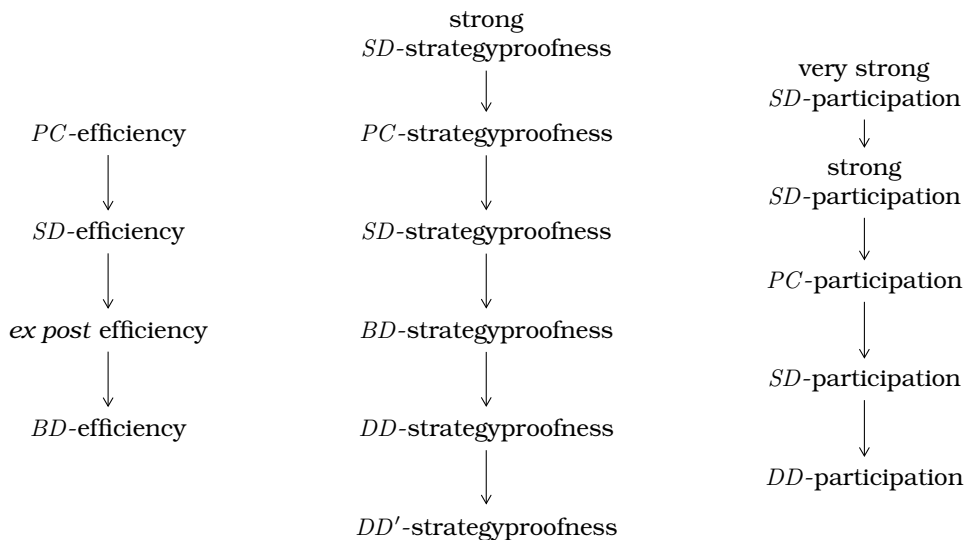 PC-efficiency
SD-efficiency
ex post efficiency
BD-efficiency
strong
SD-strategyproofness
PC-strategyproofness
SD-strategyproofness
BD-strategyproofness
DD-strategyproofness
DD′-strategyproofness
very strong
SD-participation
strong
SD-participation
PC-participation
SD-participation
DD-participation